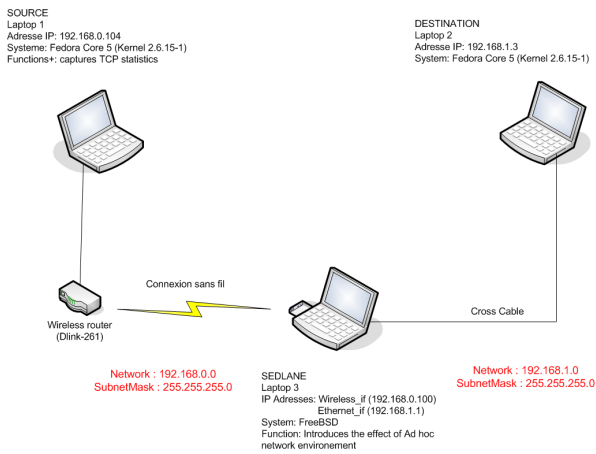 SOURCE
Laptop 1
Adresse IP: 192.168.0.104
Systeme: Fedora Core 5 (Kernel 2.6.15-1)
Functions+: captures TCP statistics
DESTINATION
Laptop 2
Adresse IP: 192.168.1.3
System: Fedora Core 5 (Kernel 2.6.15-1)
Connexion sans fil
Cross Cable
Wireless router
(Dlink-261)
Network : 192.168.0.0
SubnetMask : 255.255.255.0
Network : 192.168.1.0
SubnetMask : 255.255.255.0
SEDLANE
Laptop 3
IP Adresses: Wireless_if (192.168.0.100)
Ethernet_if (192.168.1.1)
System: FreeBSD
Function: Introduces the effect of Ad hoc
network environement